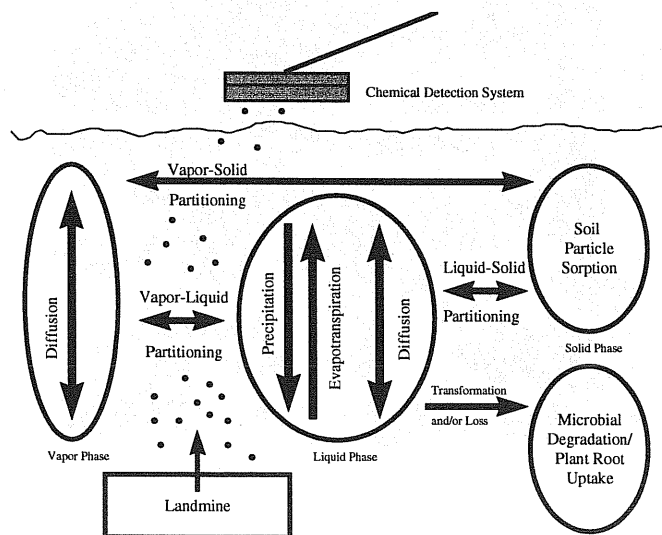 Chemical Detection System
Vapor-Solid
Partitioning
Soil
Particle
Sorption
Solid Phase
Diffusion
Vapor Phase
Vapor-Liquid
Partitioning
Precipitation
Evapotranspiration
Diffusion
Liquid Phase
Liquid-Solid
Partitioning
Transformation
and/or Loss
Microbial
Degradation/
Plant Root
Uptake
Landmine